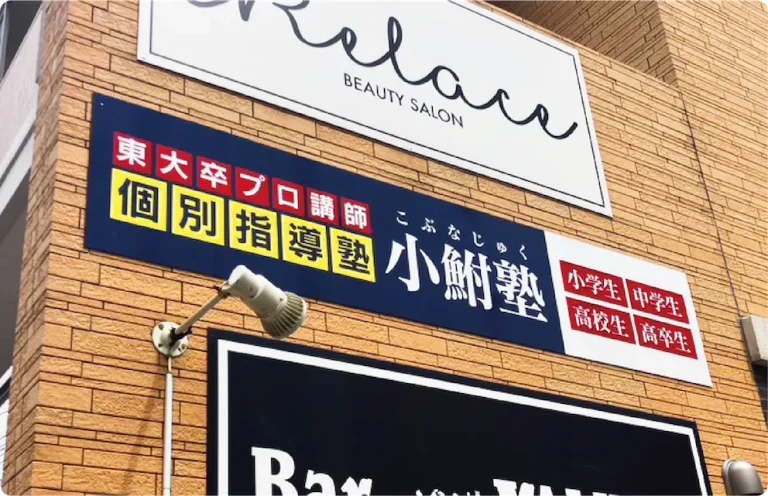 Relace
BEAUTY SALON
東大卒プロ講師
個別指導塾
こぶなじゅく
小鮒塾
小学生 中学生
高校生 高卒生
Bar